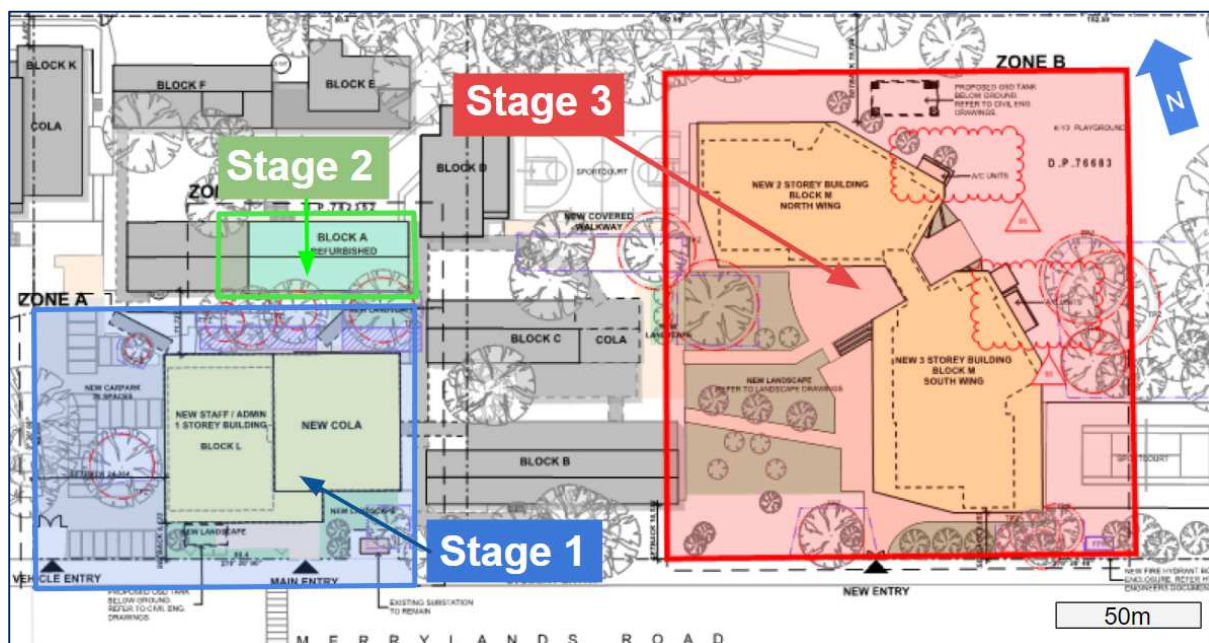 BLOCK K
COLA
BLOCK F
BLOCK E
BLOCK D
Stage 2
BLOCK A
REFURBISHED
ZONE A
NEW CARPARK
NEW STAFF / ADMIN
1 STOREY BUILDING
BLOCK L
NEW COLA
NEW LANDSCAPE
NEW LANDSCAPE
Stage 1
VEHICLE ENTRY
MAIN ENTRY
PROPOSED OSD TANK
BELOW GROUND.
REFER TO CIVIL ENG.
DRAWINGS.
EXISTING SUBSTATION
TO REMAIN
MERRYLANDS ROAD
SPORTCOURT
NEW COVERED
WALKWAY
BLOCK C
COLA
BLOCK B
Stage 3
ZONE B
N
PROPOSED OSD TANK
BELOW GROUND.
REFER TO CIVIL ENG.
DRAWINGS.
D.P.76683
A/C UNITS
NEW 2 STOREY BUILDING
BLOCK M
NORTH WING
A/C UNITS
NEW 3 STOREY BUILDING
BLOCK M
SOUTH WING
NEW LANDSCAPE
REFER TO LANDSCAPE DRAWINGS
SPORTCOURT
NEW ENTRY
50m